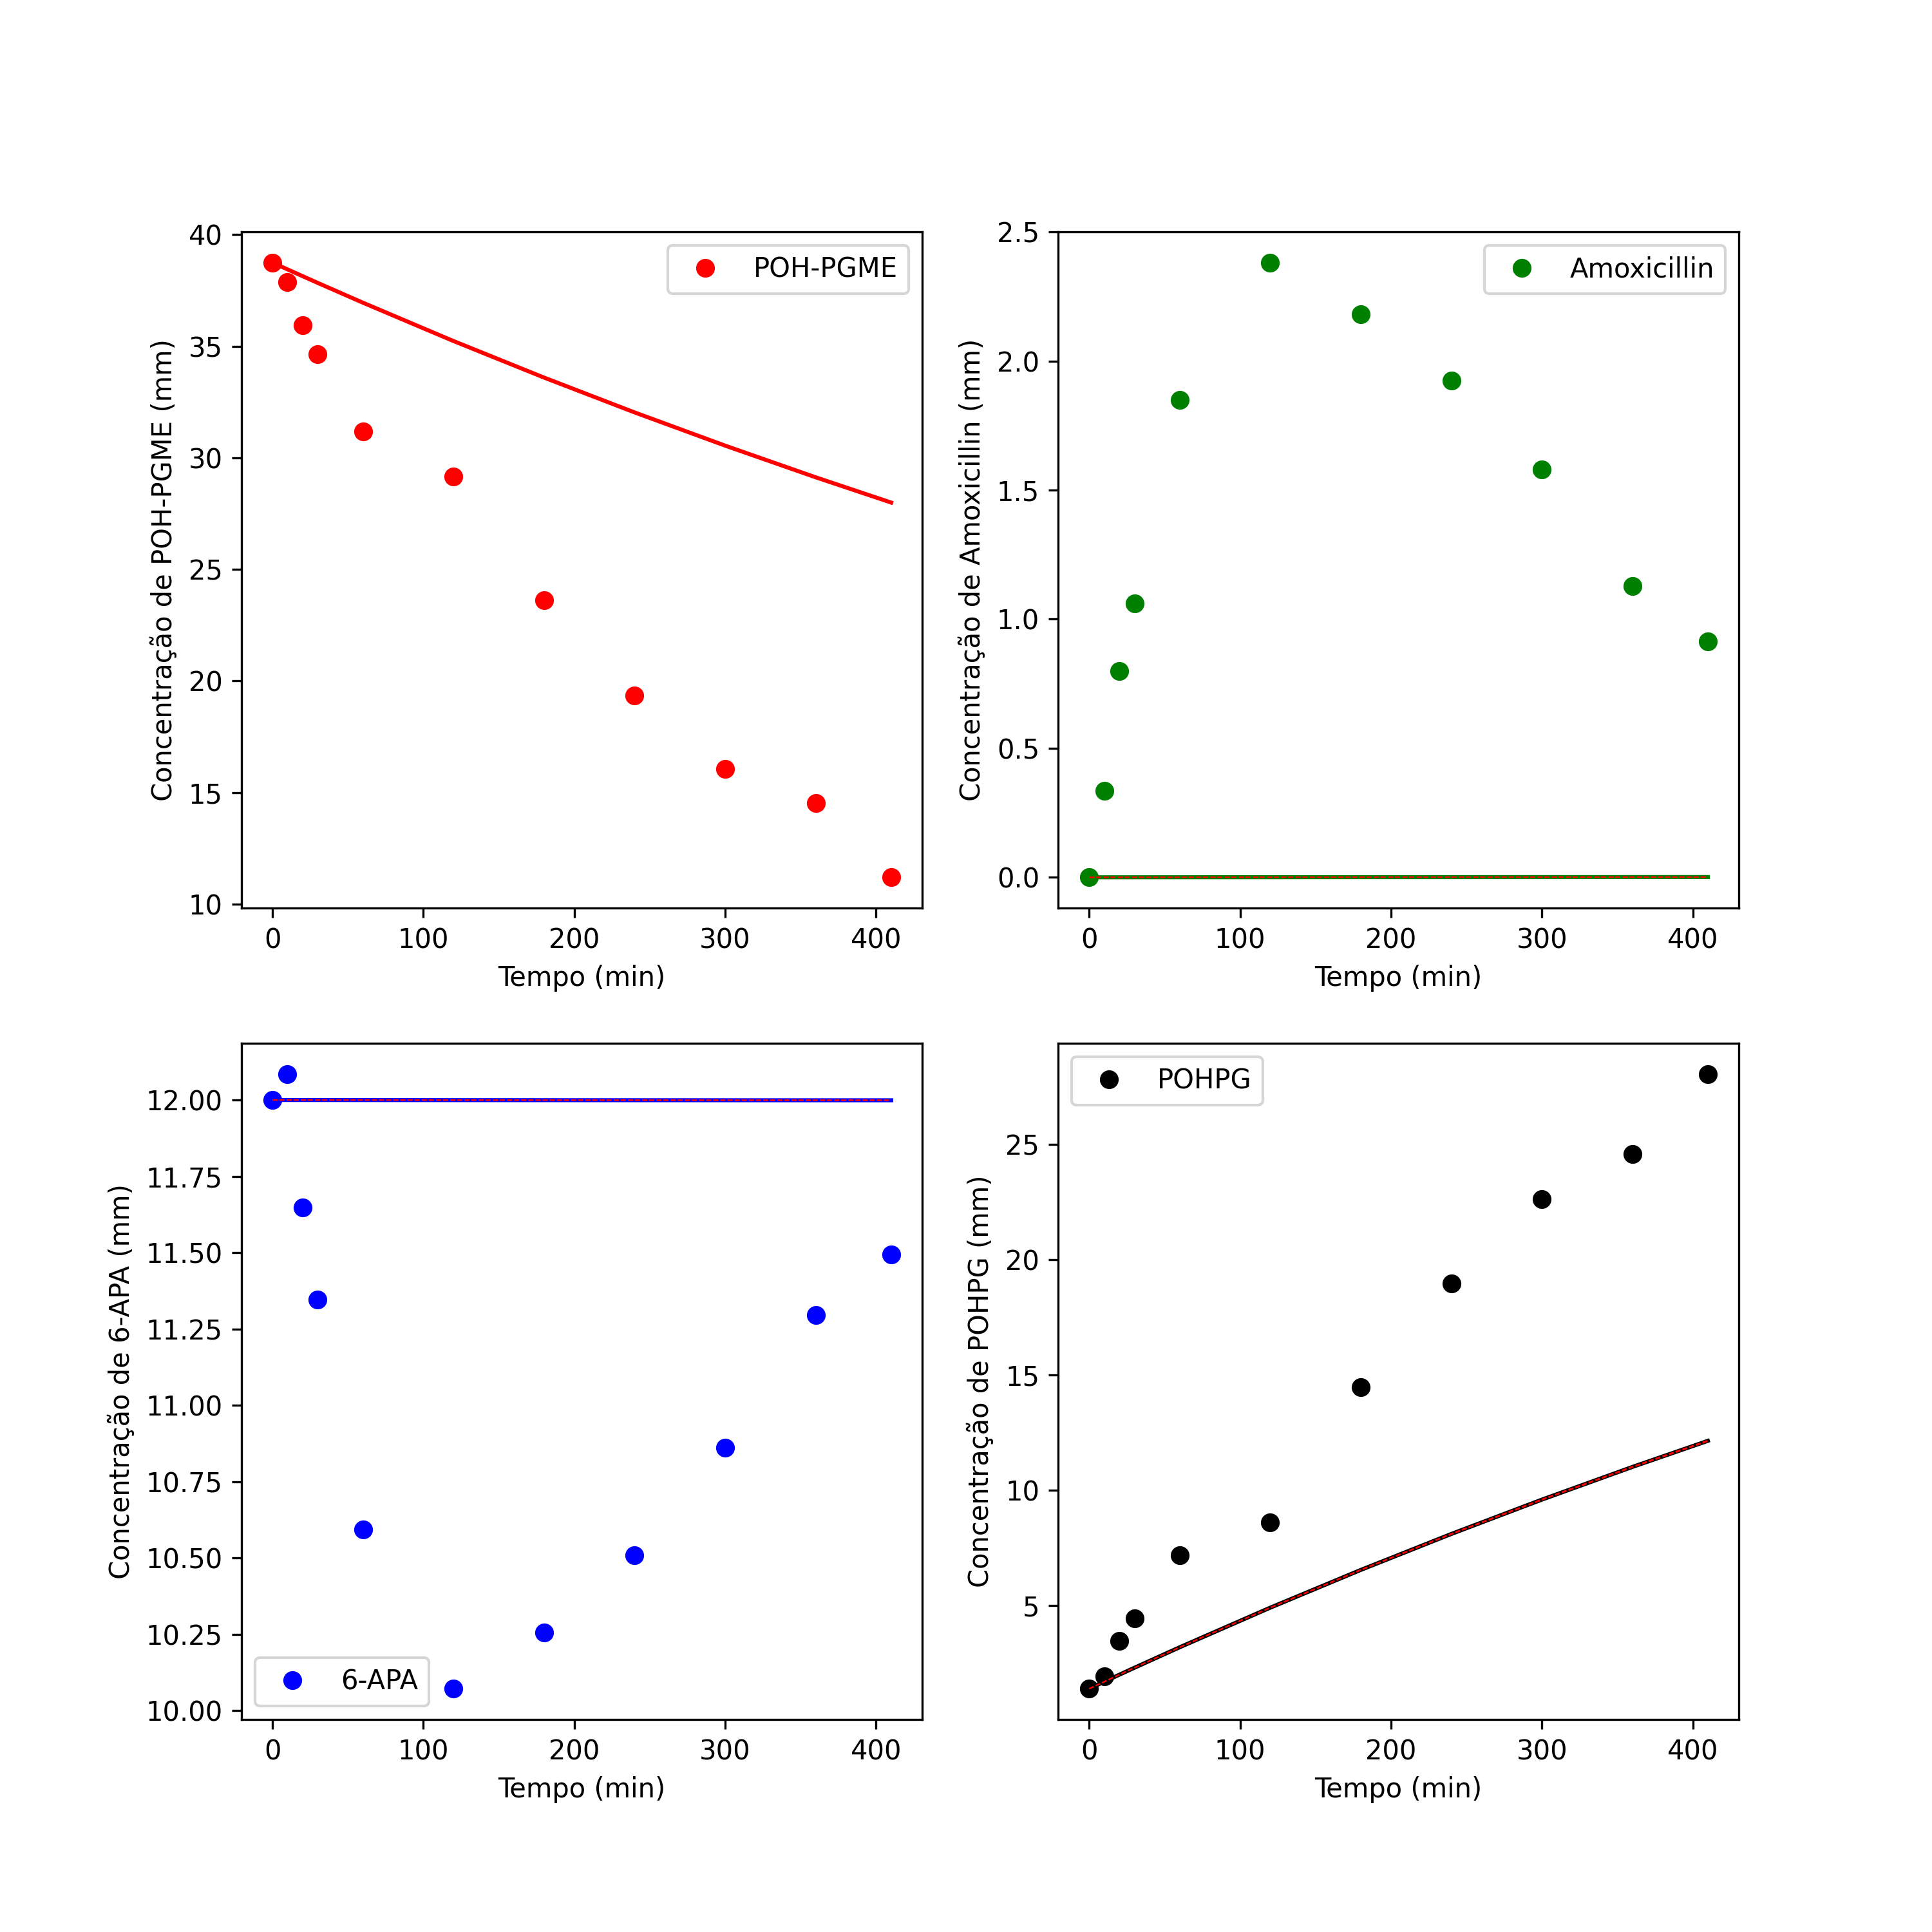 POH-PGME
Concentração de POH-PGME (mm)
40
35
30
25
20
15
10
0 100 200 300 400
Tempo (min)
Amoxicillin
Concentração de Amoxicillin (mm)
2.5
2.0
1.5
1.0
0.5
0.0
0 100 200 300 400
Tempo (min)
Concentração de 6-APA (mm)
12.00
11.75
11.50
11.25
11.00
10.75
10.50
10.25
10.00
6-APA
0 100 200 300 400
Tempo (min)
POHPG
Concentração de POHPG (mm)
25
20
15
10
5
0 100 200 300 400
Tempo (min)